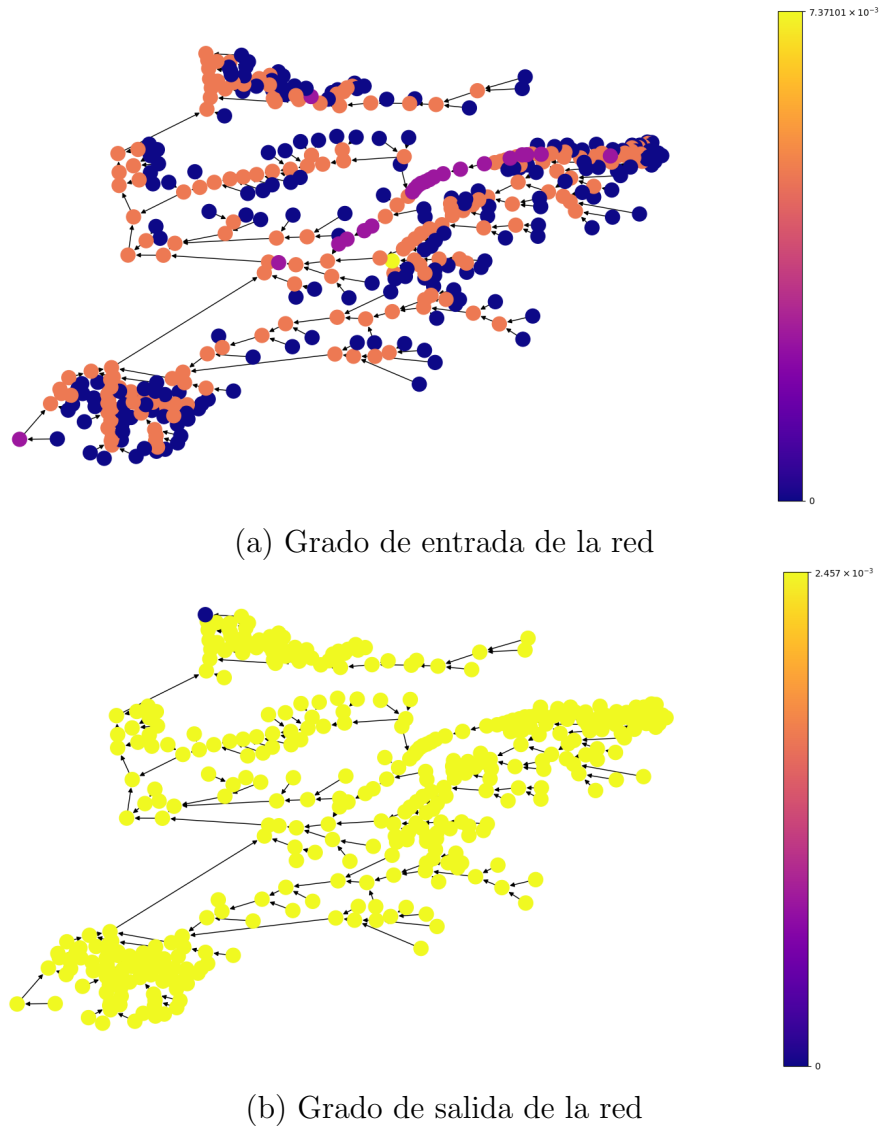 7.37101 × 10⁻³
0
(a) Grado de entrada de la red
2.457 × 10⁻³
0
(b) Grado de salida de la red